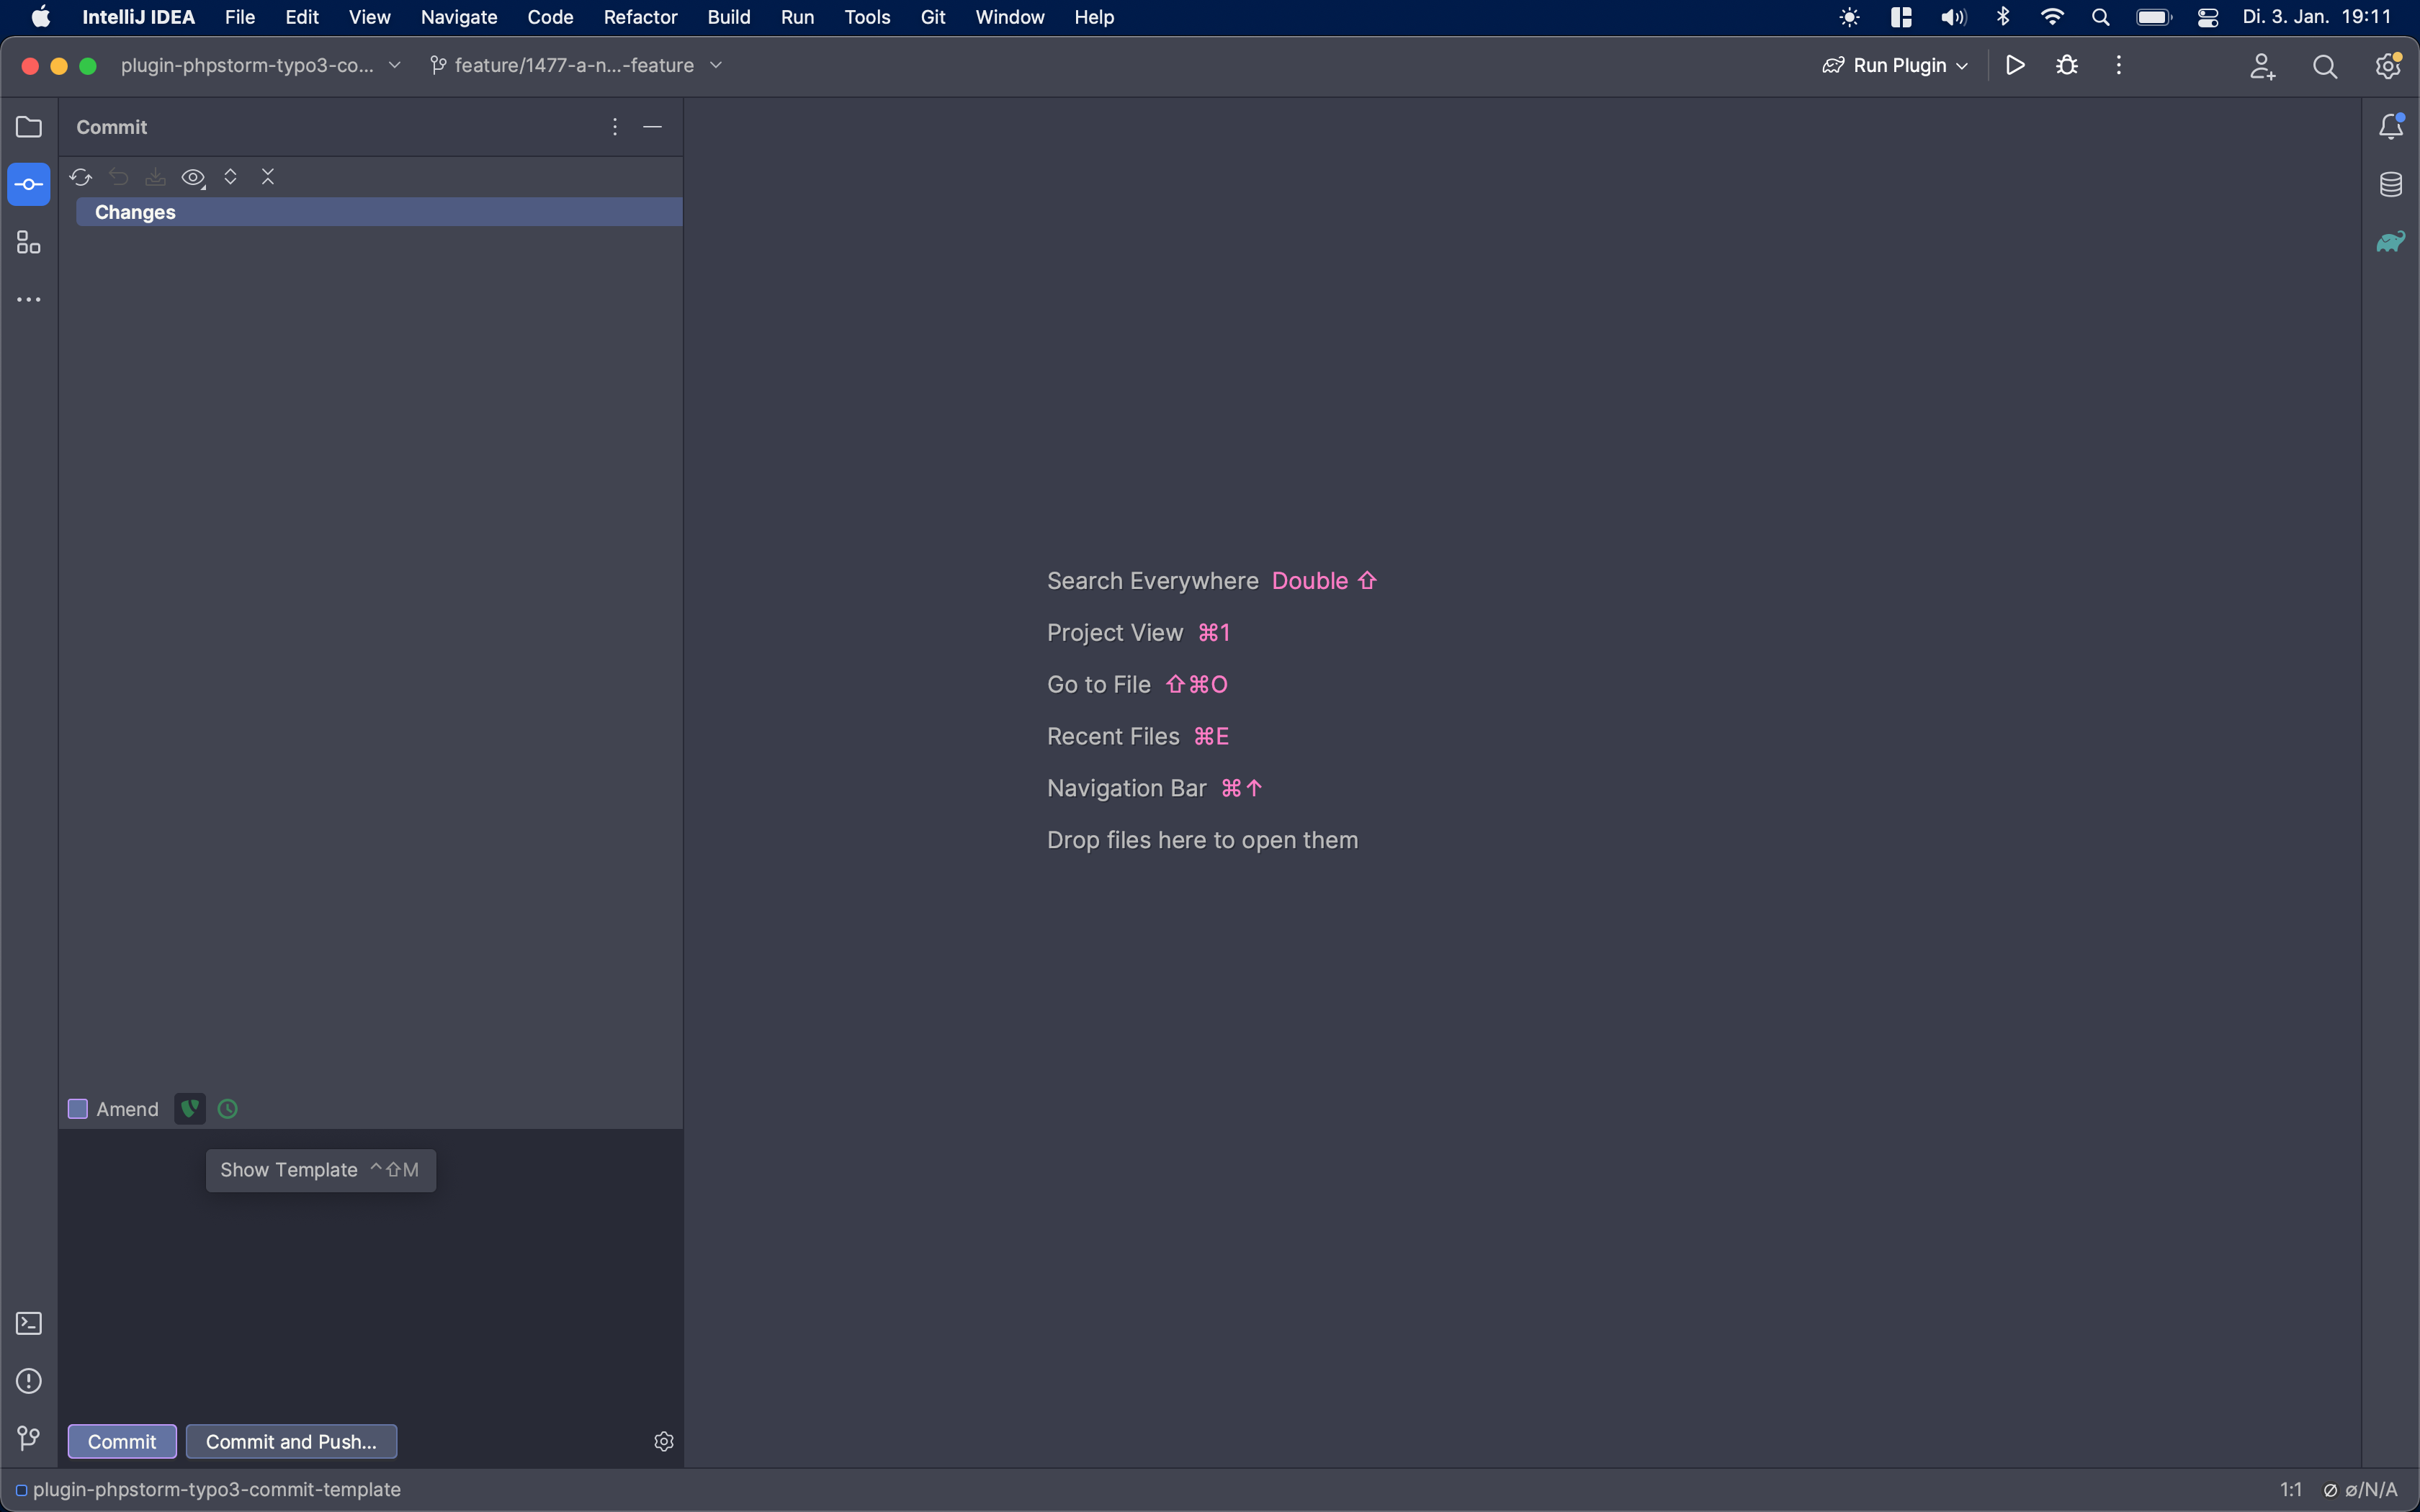 IntelliJ IDEA File Edit View Navigate Code Refactor Build Run Tools Git Window Help Di. 3. Jan. 19:11
plugin-phpstorm-typo3-co... feature/1477-a-n...-feature Run Plugin
Commit
Changes
Search Everywhere Double ⇧
Project View ⌘1
Go to File ⇧⌘O
Recent Files ⌘E
Navigation Bar ⌘↑
Drop files here to open them
Amend
Show Template ^⇧M
Commit Commit and Push...
plugin-phpstorm-typo3-commit-template 1:1 ø/N/A